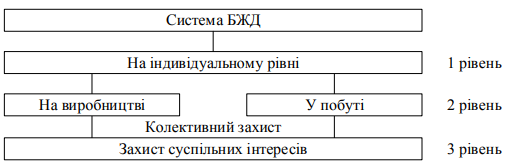 Система БЖД
На індивідуальному рівні 1 рівень
На виробництві У побуті 2 рівень
Колективний захист
Захист суспільних інтересів 3 рівень